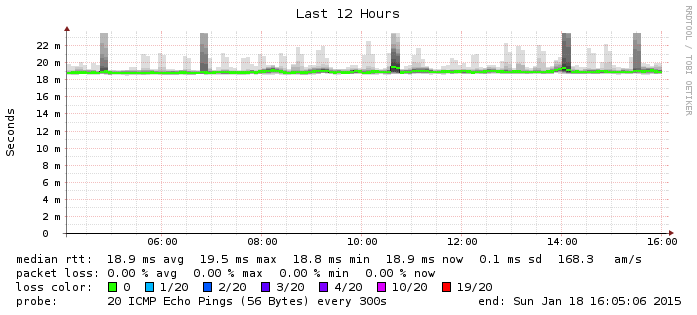 Last 12 Hours
RRDTOOL / TOBI OETIKER
Seconds
22 m
20 m
18 m
16 m
14 m
12 m
10 m
8 m
6 m
4 m
2 m
0
06:00 08:00 10:00 12:00 14:00 16:00
median rtt: 18.9 ms avg 19.5 ms max 18.8 ms min 18.9 ms now 0.1 ms sd 168.3 am/s
packet loss: 0.00 % avg 0.00 % max 0.00 % min 0.00 % now
loss color: 0 1/20 2/20 3/20 4/20 10/20 19/20
probe: 20 ICMP Echo Pings (56 Bytes) every 300s end: Sun Jan 18 16:05:06 2015